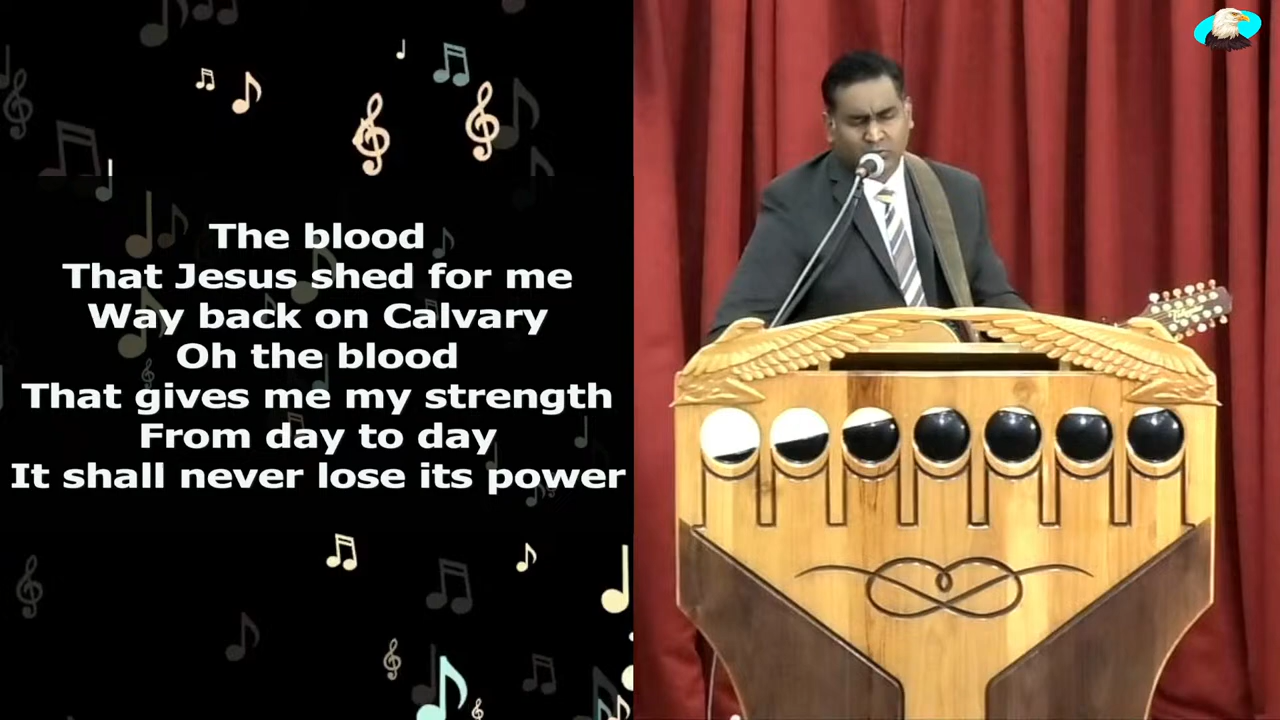 The blood
That Jesus shed for me
Way back on Calvary
Oh the blood
That gives me my strength
From day to day
It shall never lose its power